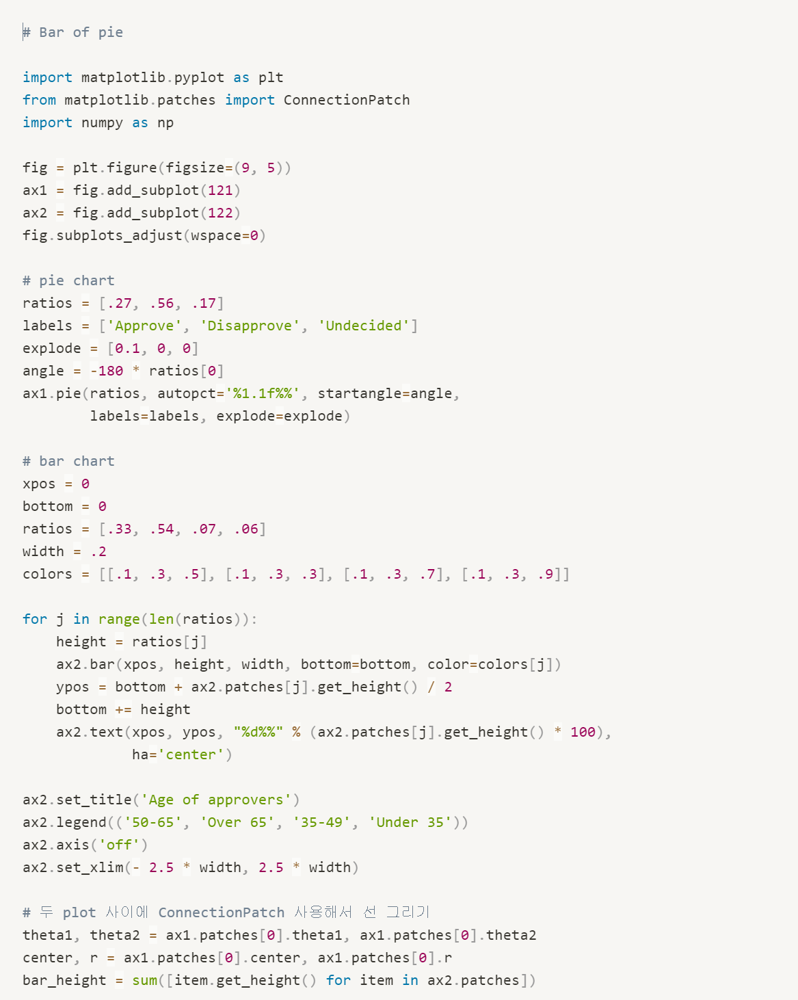 # Bar of pie

import matplotlib.pyplot as plt
from matplotlib.patches import ConnectionPatch
import numpy as np

fig = plt.figure(figsize=(9, 5))
ax1 = fig.add_subplot(121)
ax2 = fig.add_subplot(122)
fig.subplots_adjust(wspace=0)

# pie chart
ratios = [.27, .56, .17]
labels = ['Approve', 'Disapprove', 'Undecided']
explode = [0.1, 0, 0]
angle = -180 * ratios[0]
ax1.pie(ratios, autopct='%1.1f%%', startangle=angle,
        labels=labels, explode=explode)

# bar chart
xpos = 0
bottom = 0
ratios = [.33, .54, .07, .06]
width = .2
colors = [[.1, .3, .5], [.1, .3, .3], [.1, .3, .7], [.1, .3, .9]]

for j in range(len(ratios)):
    height = ratios[j]
    ax2.bar(xpos, height, width, bottom=bottom, color=colors[j])
    ypos = bottom + ax2.patches[j].get_height() / 2
    bottom += height
    ax2.text(xpos, ypos, "%d%%" % (ax2.patches[j].get_height() * 100),
             ha='center')

ax2.set_title('Age of approvers')
ax2.legend(('50-65', 'Over 65', '35-49', 'Under 35'))
ax2.axis('off')
ax2.set_xlim(- 2.5 * width, 2.5 * width)

# 두 plot 사이에 ConnectionPatch 사용해서 선 그리기
theta1, theta2 = ax1.patches[0].theta1, ax1.patches[0].theta2
center, r = ax1.patches[0].center, ax1.patches[0].r
bar_height = sum([item.get_height() for item in ax2.patches])